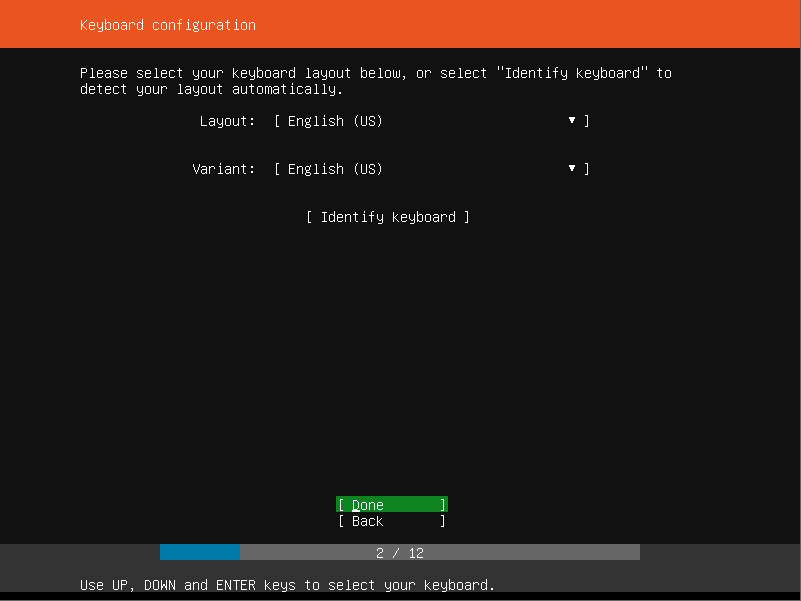 Keyboard configuration
Please select your keyboard layout below, or select "Identify keyboard" to
detect your layout automatically.
Layout: [ English (US) ▼ ]
Variant: [ English (US) ▼ ]
[ Identify keyboard ]
[ Done ]
[ Back ]
2 / 12
Use UP, DOWN and ENTER keys to select your keyboard.